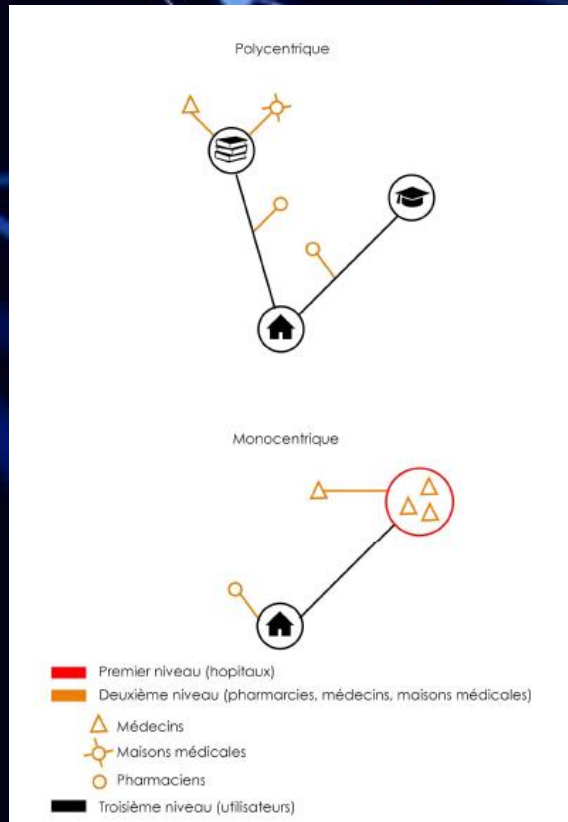 Polycentrique
Monocentrique
Premier niveau (hopitaux)
Deuxième niveau (pharmarcies, médecins, maisons médicales)
Médecins
Maisons médicales
Pharmaciens
Troisième niveau (utilisateurs)